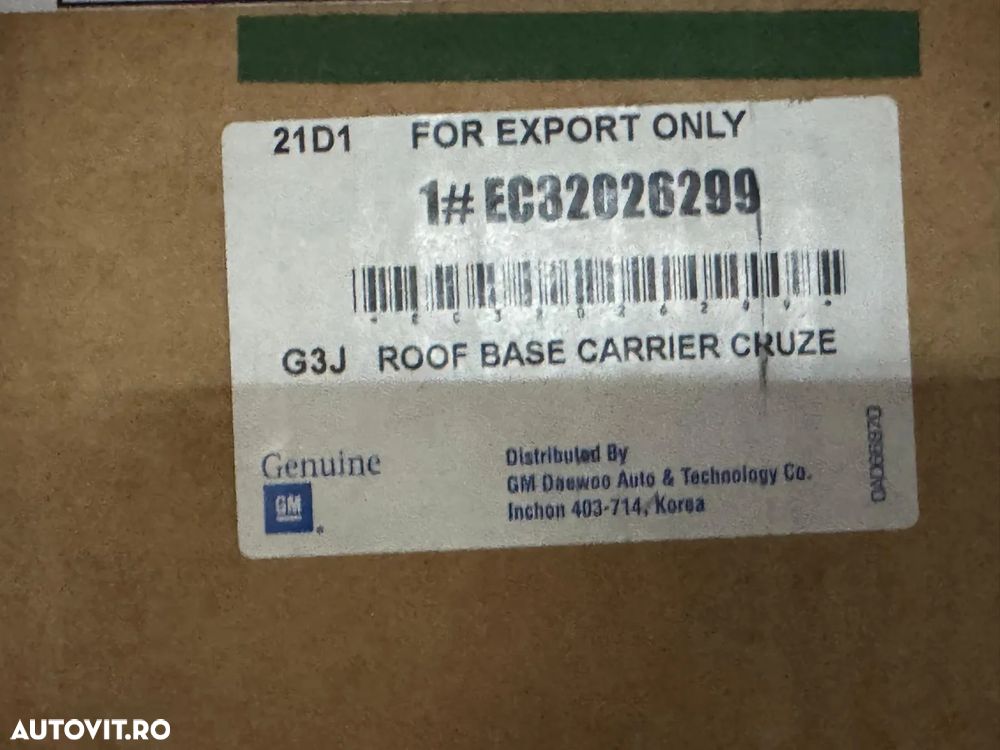 21D1 FOR EXPORT ONLY
1# EC32026299
G3J ROOF BASE CARRIER CRUZE
Genuine
GM
Distributed By
GM Daewoo Auto & Technology Co.
Inchon 403-714, Korea
AUTOVIT.RO